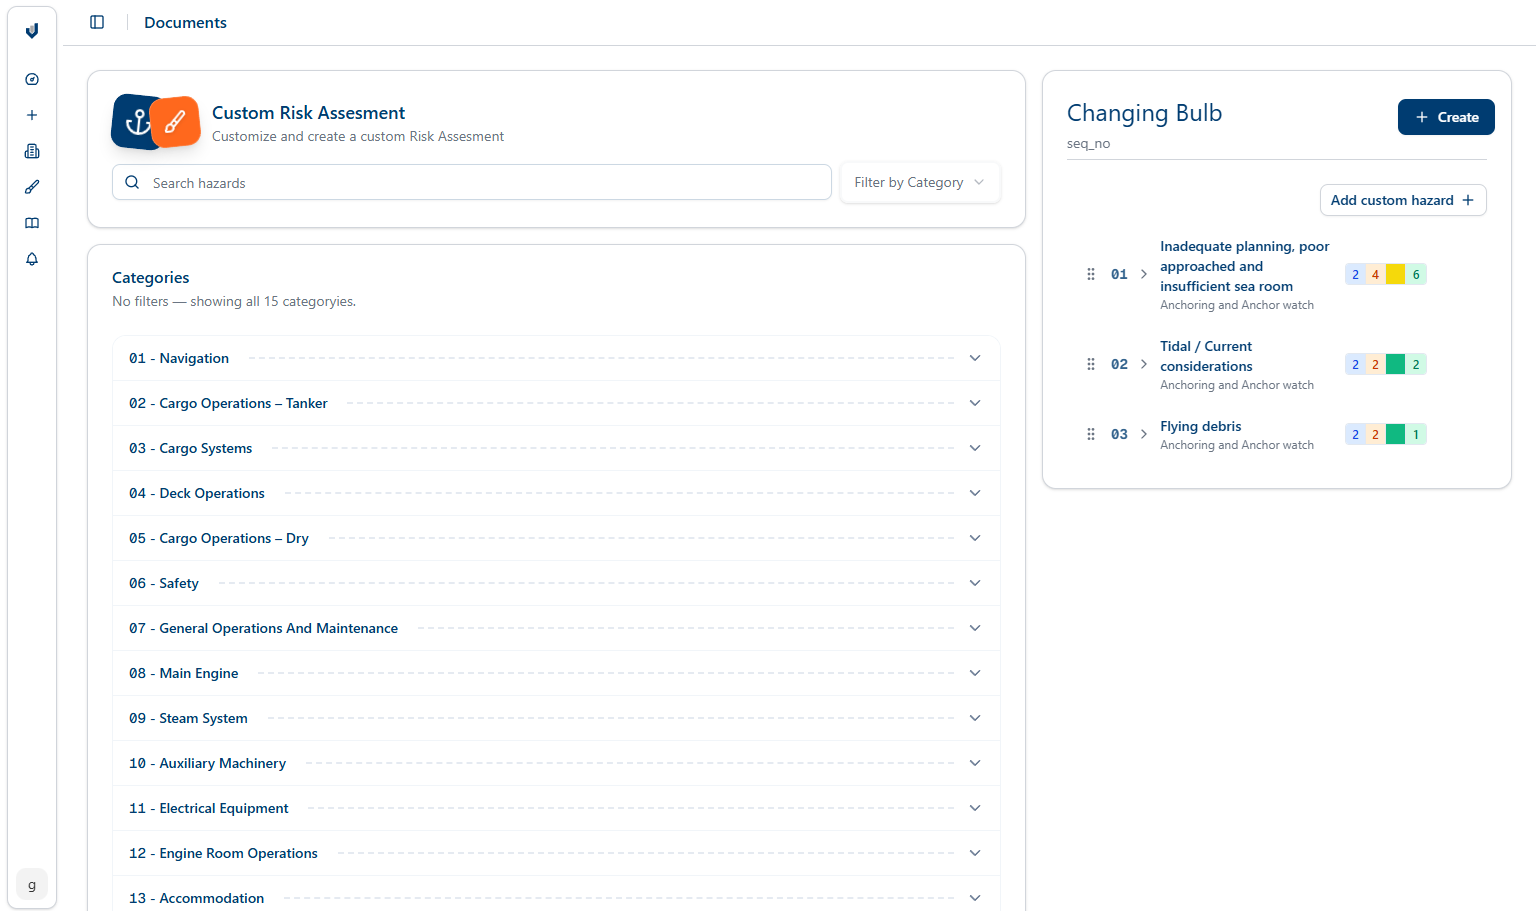 Documents
Custom Risk Assesment
Customize and create a custom Risk Assesment
Search hazards
Filter by Category
Categories
No filters — showing all 15 categoryies.
01 - Navigation
02 - Cargo Operations – Tanker
03 - Cargo Systems
04 - Deck Operations
05 - Cargo Operations – Dry
06 - Safety
07 - General Operations And Maintenance
08 - Main Engine
09 - Steam System
10 - Auxiliary Machinery
11 - Electrical Equipment
12 - Engine Room Operations
13 - Accommodation
g
Changing Bulb
Create
seq_no
Add custom hazard
01
Inadequate planning, poor
approached and
insufficient sea room
Anchoring and Anchor watch
2 4 6
02
Tidal / Current
considerations
Anchoring and Anchor watch
2 2 2
03
Flying debris
Anchoring and Anchor watch
2 2 1